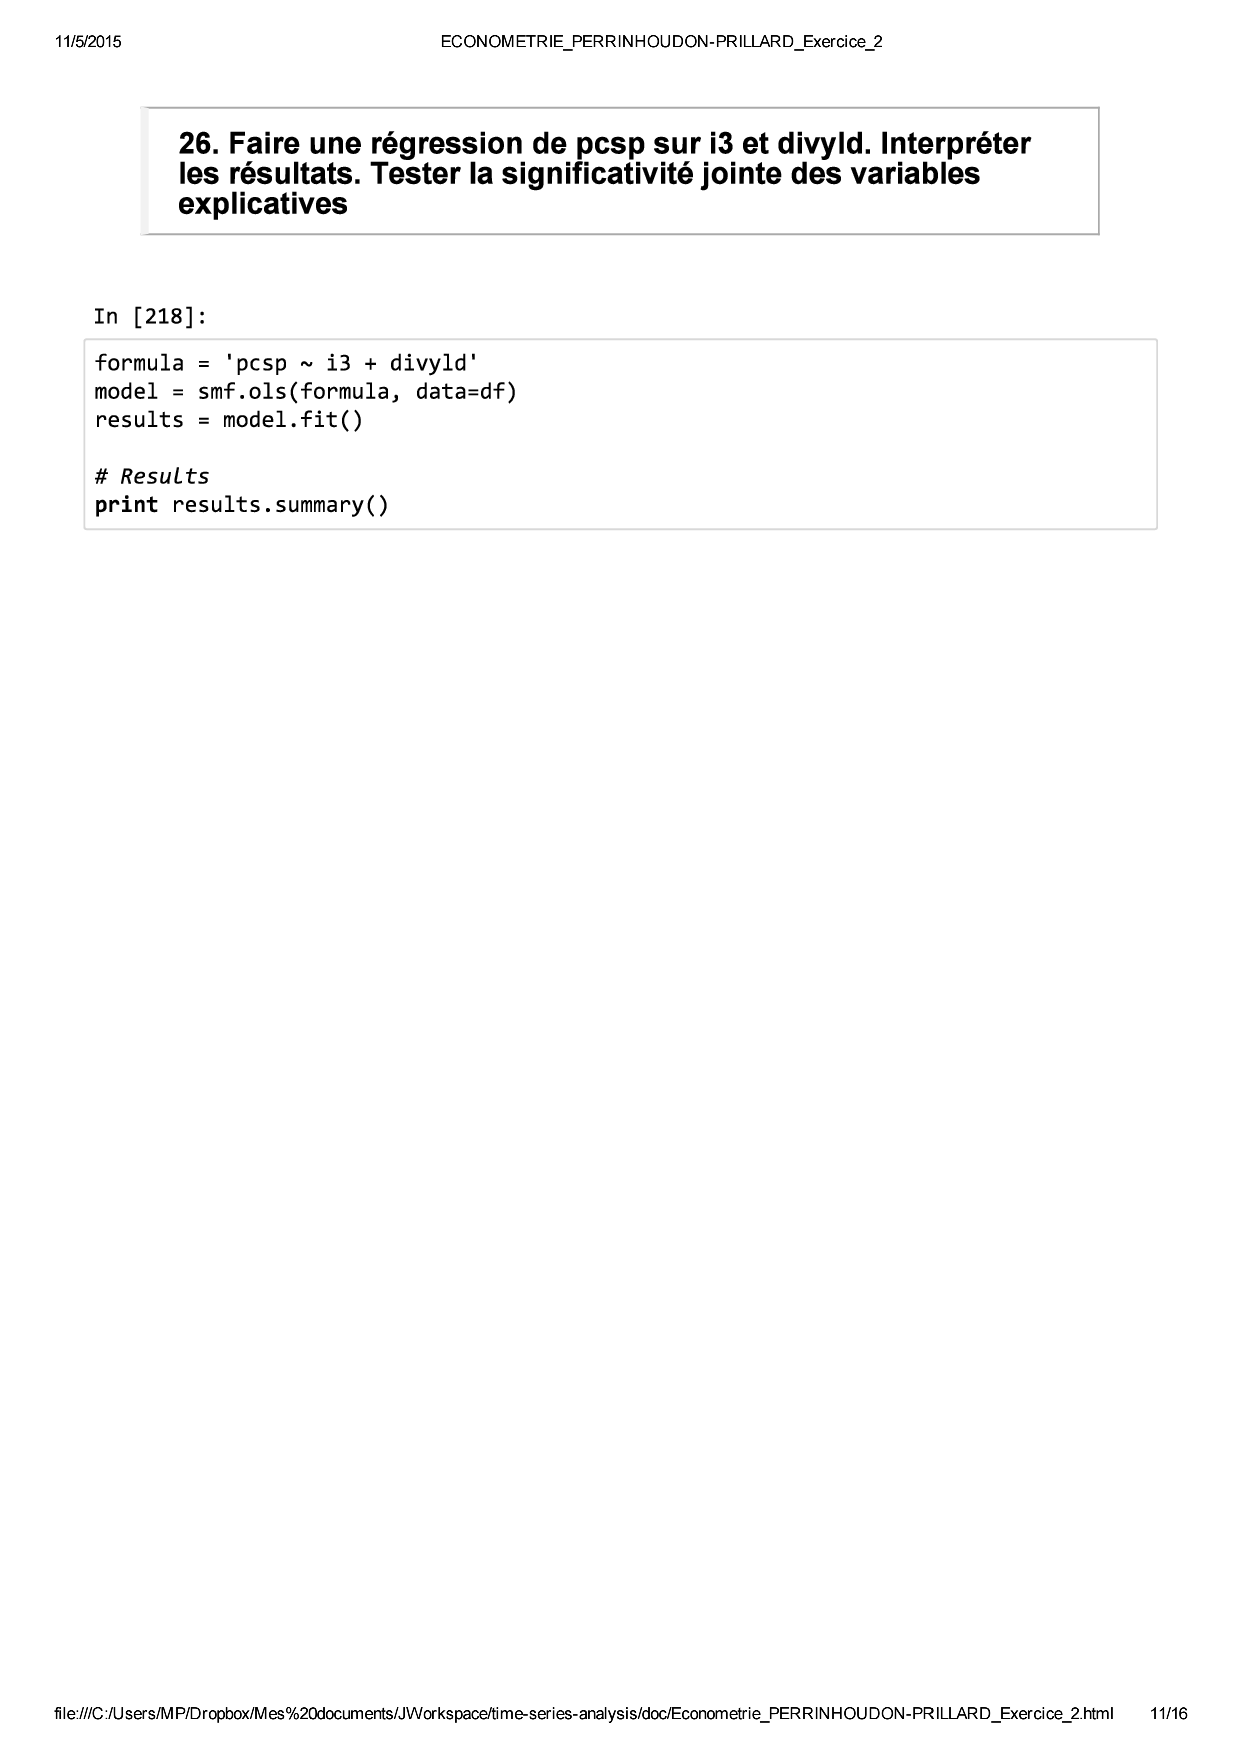 11/5/2015 ECONOMETRIE_PERRINHOUDON-PRILLARD_Exercice_2
26. Faire une régression de pcsp sur i3 et divyld. Interpréter
les résultats. Tester la significativité jointe des variables
explicatives
In [218]:
formula = 'pcsp ~ i3 + divyld'
model = smf.ols(formula, data=df)
results = model.fit()
# Results
print results.summary()
file:///C:/Users/MP/Dropbox/Mes%20documents/JWorkspace/time-series-analysis/doc/Econometrie_PERRINHOUDON-PRILLARD_Exercice_2.html 11/16